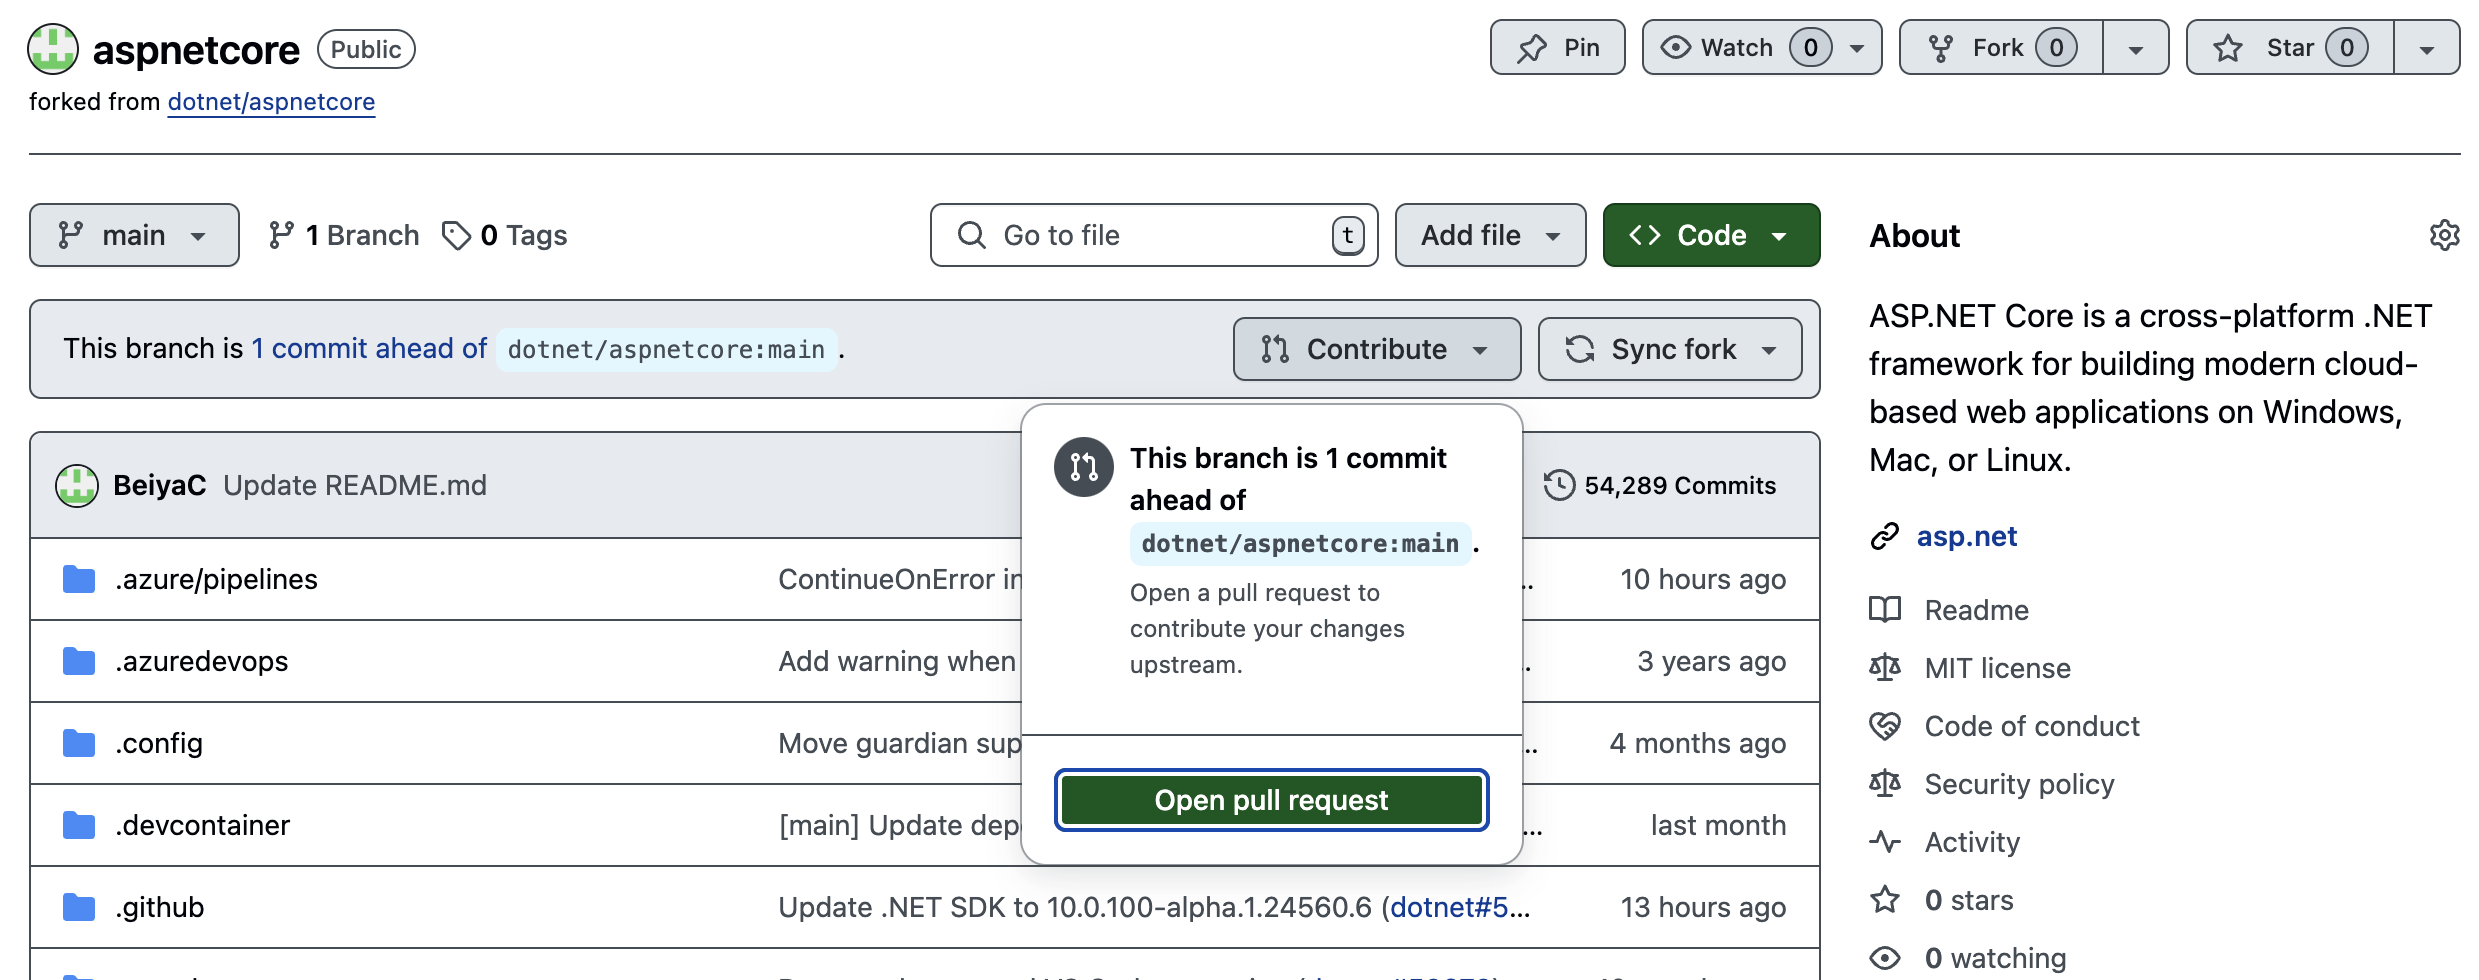 aspnetcore Public
Pin
Watch 0
Fork 0
Star 0
forked from dotnet/aspnetcore
main
1 Branch
0 Tags
Go to file t
Add file
Code
This branch is 1 commit ahead of dotnet/aspnetcore:main .
Contribute
Sync fork
This branch is 1 commit
ahead of
dotnet/aspnetcore:main .
Open a pull request to
contribute your changes
upstream.
Open pull request
BeiyaC Update README.md
54,289 Commits
.azure/pipelines ContinueOnError in .. 10 hours ago
.azuredevops Add warning when .. 3 years ago
.config Move guardian sup ... 4 months ago
.devcontainer [main] Update dep ... last month
.github Update .NET SDK to 10.0.100-alpha.1.24560.6 (dotnet#5... 13 hours ago
About
ASP.NET Core is a cross-platform .NET
framework for building modern cloud-
based web applications on Windows,
Mac, or Linux.
asp.net
Readme
MIT license
Code of conduct
Security policy
Activity
0 stars
0 watching